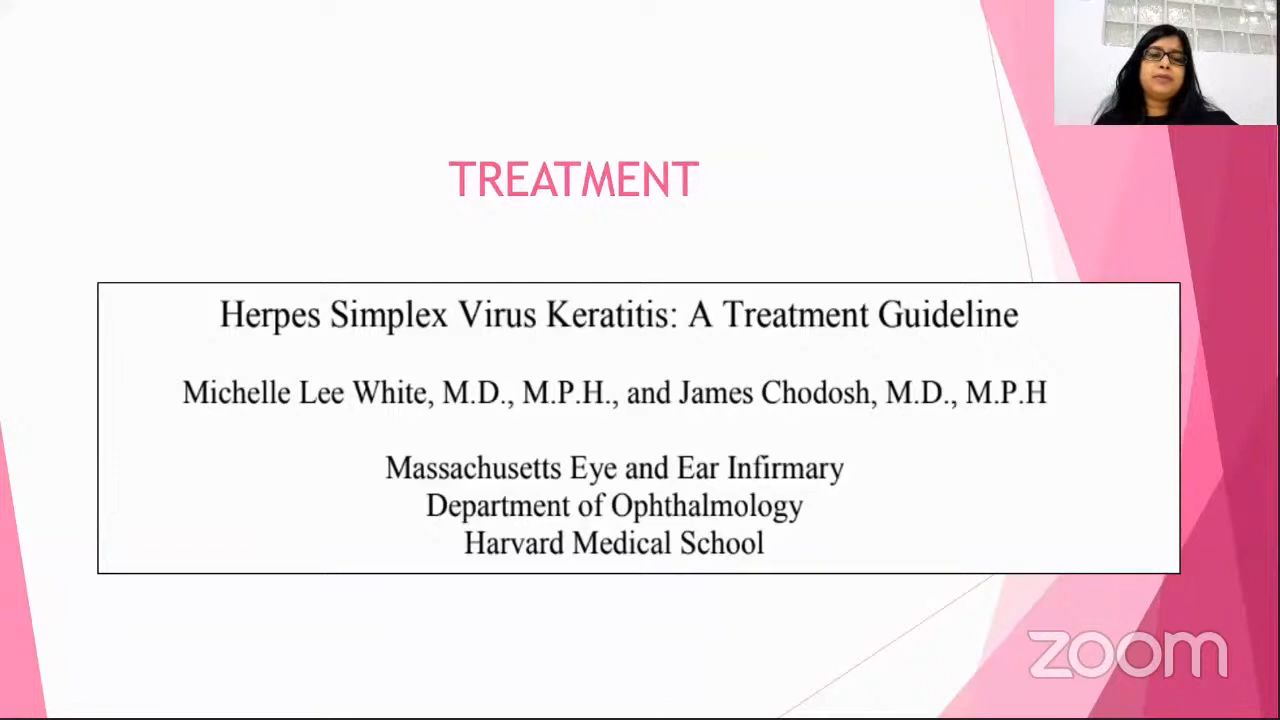 TREATMENT
Herpes Simplex Virus Keratitis: A Treatment Guideline
Michelle Lee White, M.D., M.P.H., and James Chodosh, M.D., M.P.H
Massachusetts Eye and Ear Infirmary
Department of Ophthalmology
Harvard Medical School
zoom